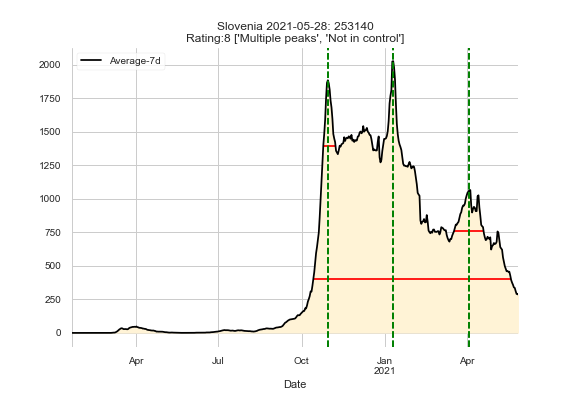 Slovenia 2021-05-28: 253140
Rating:8 ['Multiple peaks', 'Not in control']
Average-7d
2000
1750
1500
1250
1000
750
500
250
0
Apr
Jul
Oct
Jan
2021
Apr
Date